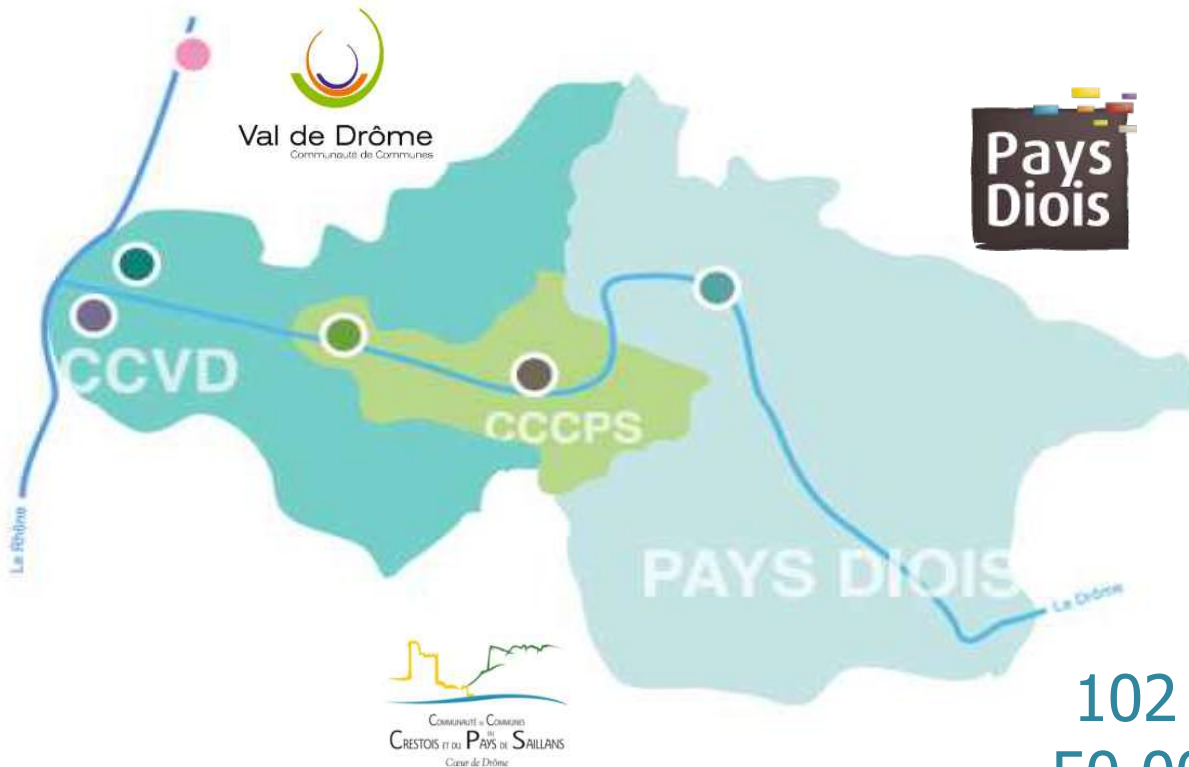 Val de Drôme
Communauté de Communes
Pays
Diois
CCVD
CCCPS
PAYS DIOIS
Le Rhône
La Drôme
COMMUNAUTÉ DE COMMUNES
CRESTOIS ET DU PAYS DE SAILLANS
Cœur de Drôme
102